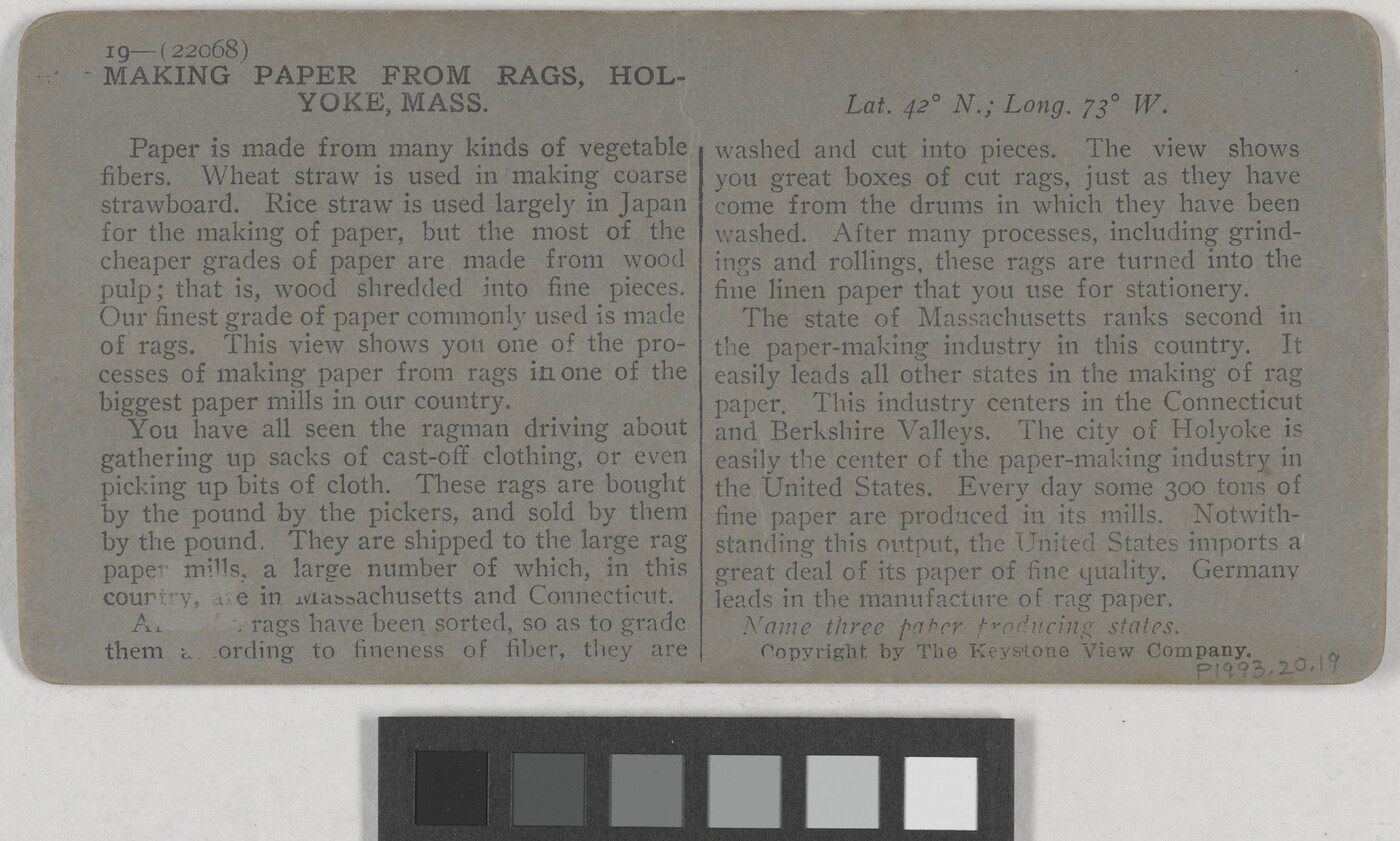 19—(22068)
MAKING PAPER FROM RAGS, HOL-
YOKE, MASS.
Paper is made from many kinds of vegetable
fibers. Wheat straw is used in making coarse
strawboard. Rice straw is used largely in Japan
for the making of paper, but the most of the
cheaper grades of paper are made from wood
pulp; that is, wood shredded into fine pieces.
Our finest grade of paper commonly used is made
of rags. This view shows you one of the pro-
cesses of making paper from rags in one of the
biggest paper mills in our country.
You have all seen the ragman driving about
gathering up sacks of cast-off clothing, or even
picking up bits of cloth. These rags are bought
by the pound by the pickers, and sold by them
by the pound. They are shipped to the large rag
paper mills, a large number of which, in this
country, are in Massachusetts and Connecticut.
rags have been sorted, so as to grade
them to fineness of fiber, they are
Lat. 42° N.; Long. 73° W.
washed and cut into pieces. The view shows
you great boxes of cut rags, just as they have
come from the drums in which they have been
washed. After many processes, including grind-
ings and rollings, these rags are turned into the
fine linen paper that you use for stationery.
The state of Massachusetts ranks second in
the paper-making industry in this country. It
easily leads all other states in the making of rag
paper. This industry centers in the Connecticut
and Berkshire Valleys. The city of Holyoke is
easily the center of the paper-making industry in
the United States. Every day some 300 tons of
fine paper are produced in its mills. Notwith-
standing this output, the United States imports a
great deal of its paper of fine quality. Germany
leads in the manufacture of rag paper.
Name three paper producing states.
Copyright by The Keystone View Company.
P1993.20.19